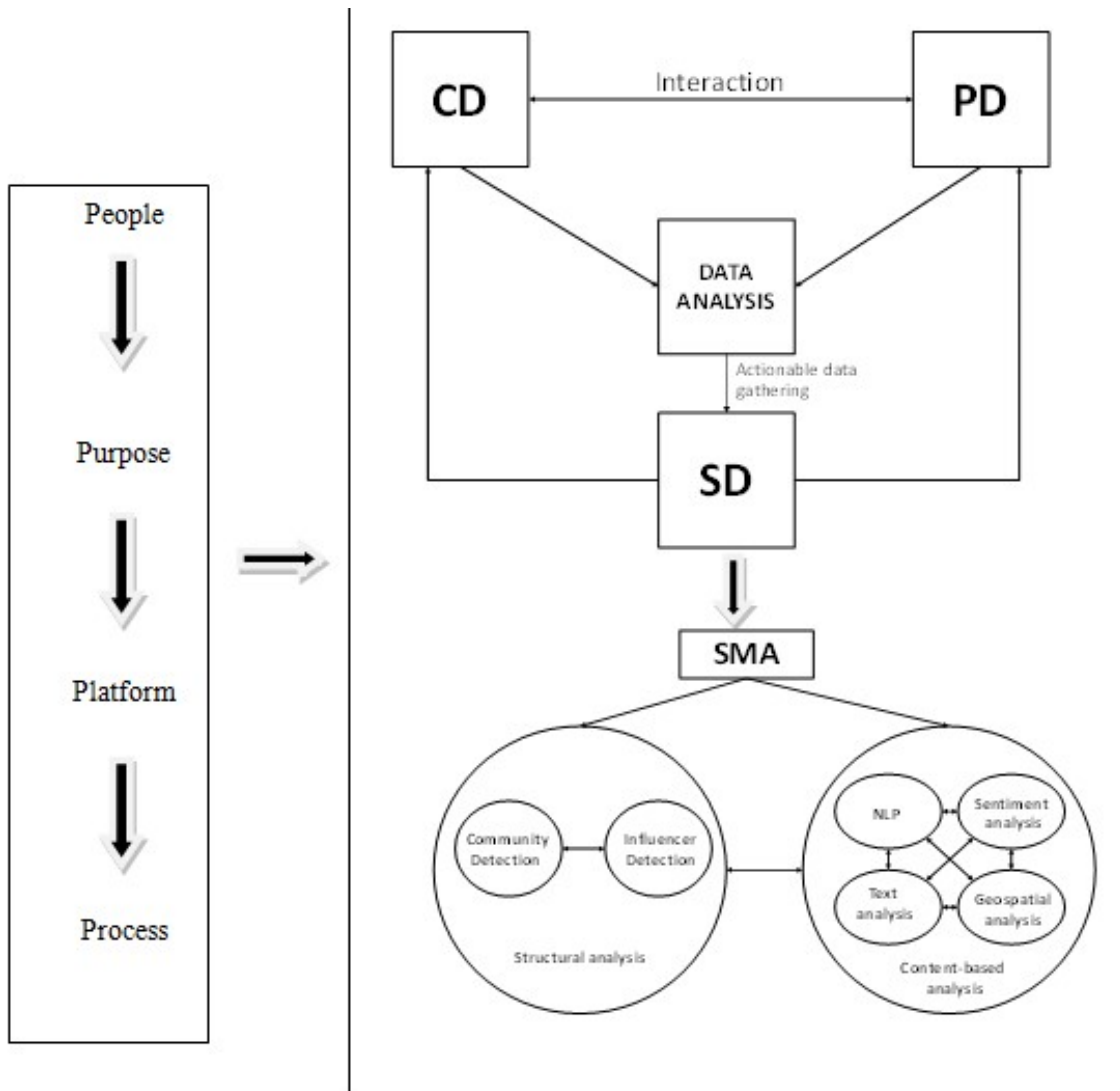 People
Purpose
Platform
Process
CD
Interaction
PD
DATA
ANALYSIS
Actionable data
gathering
SD
SMA
Community
Detection
Influencer
Detection
Structural analysis
NLP
Sentiment
analysis
Text
analysis
Geospatial
analysis
Content-based
analysis